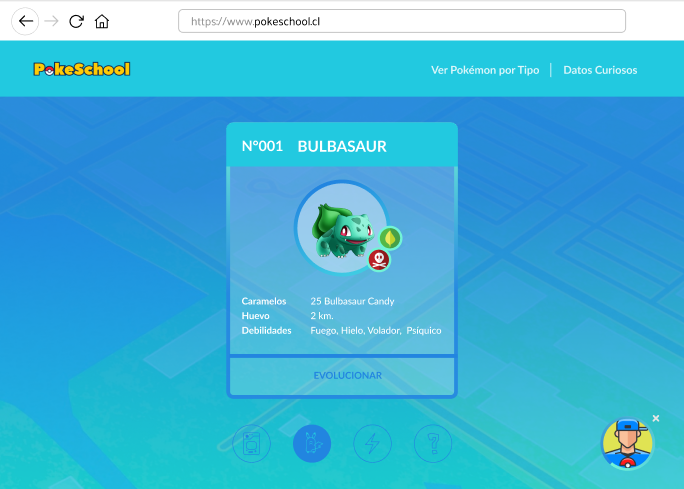 https://www.pokeschool.cl
PokeSchool
Ver Pokémon por Tipo | Datos Curiosos
N°001 BULBASAUR
Caramelos 25 Bulbasaur Candy
Huevo 2 km.
Debilidades Fuego, Hielo, Volador, Psíquico
EVOLUCIONAR